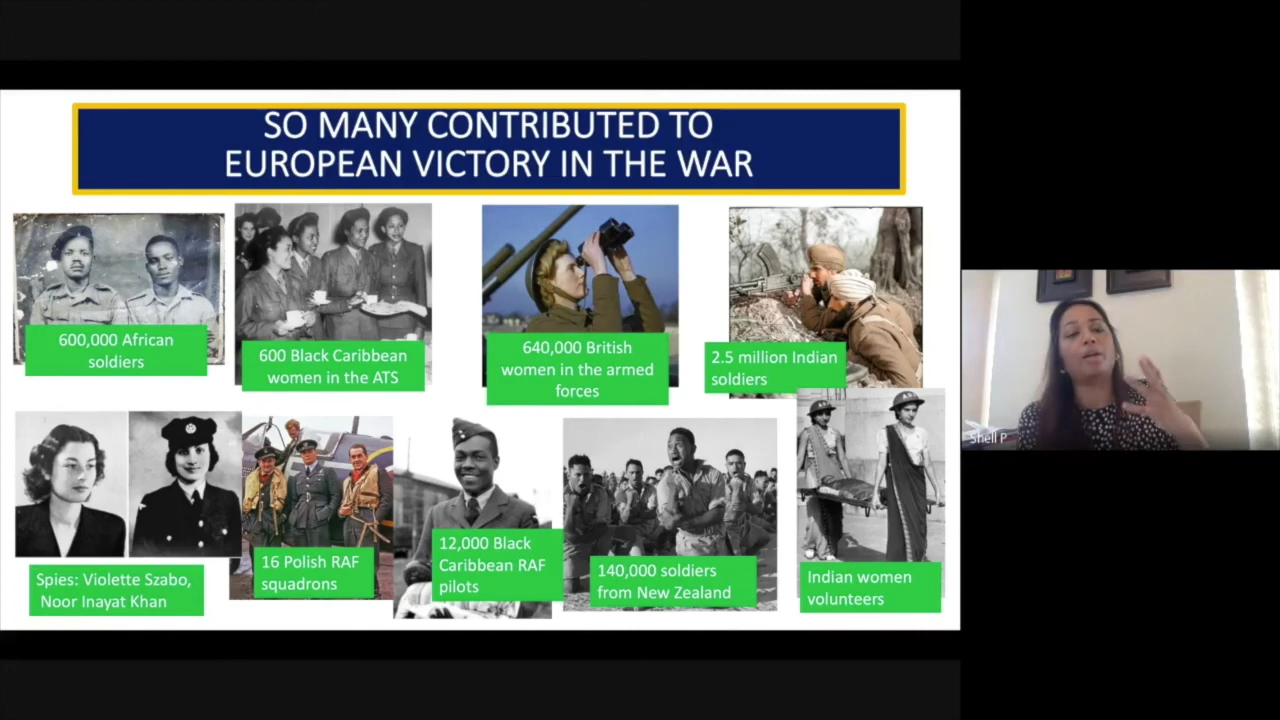 SO MANY CONTRIBUTED TO
EUROPEAN VICTORY IN THE WAR
600,000 African
soldiers
600 Black Caribbean
women in the ATS
640,000 British
women in the armed
forces
2.5 million Indian
soldiers
Spies: Violette Szabo,
Noor Inayat Khan
16 Polish RAF
squadrons
12,000 Black
Caribbean RAF
pilots
140,000 soldiers
from New Zealand
Indian women
volunteers
Shell P